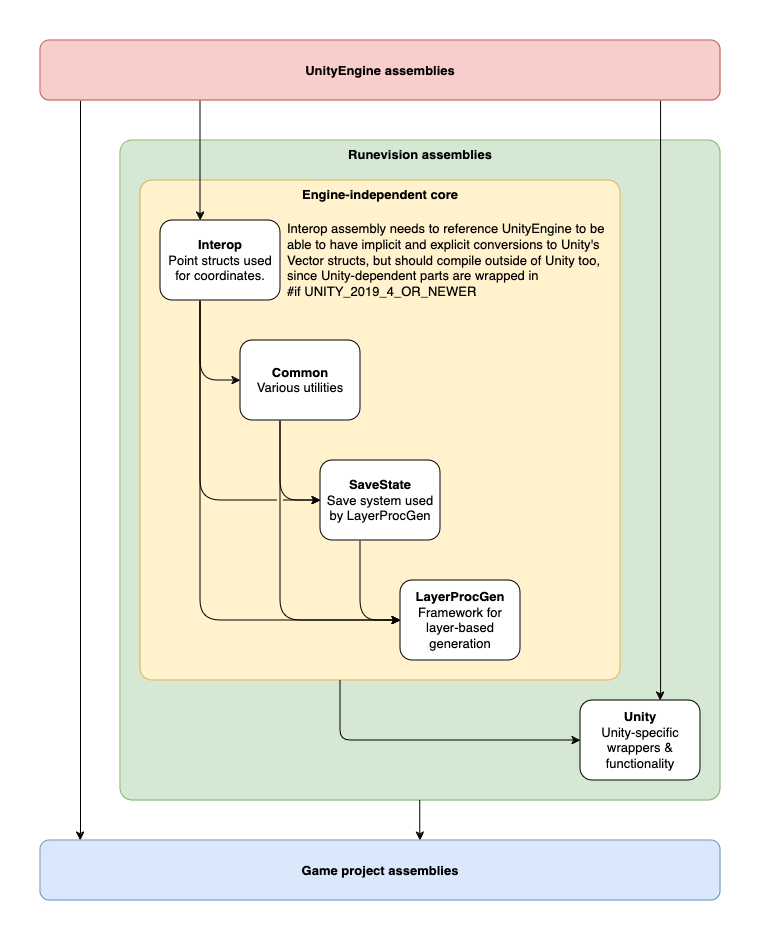 UnityEngine assemblies
Runevision assemblies
Engine-independent core
Interop
Point structs used
for coordinates.
Interop assembly needs to reference UnityEngine to be
able to have implicit and explicit conversions to Unity's
Vector structs, but should compile outside of Unity too,
since Unity-dependent parts are wrapped in
#if UNITY_2019_4_OR_NEWER
Common
Various utilities
SaveState
Save system used
by LayerProcGen
LayerProcGen
Framework for
layer-based
generation
Unity
Unity-specific
wrappers &
functionality
Game project assemblies